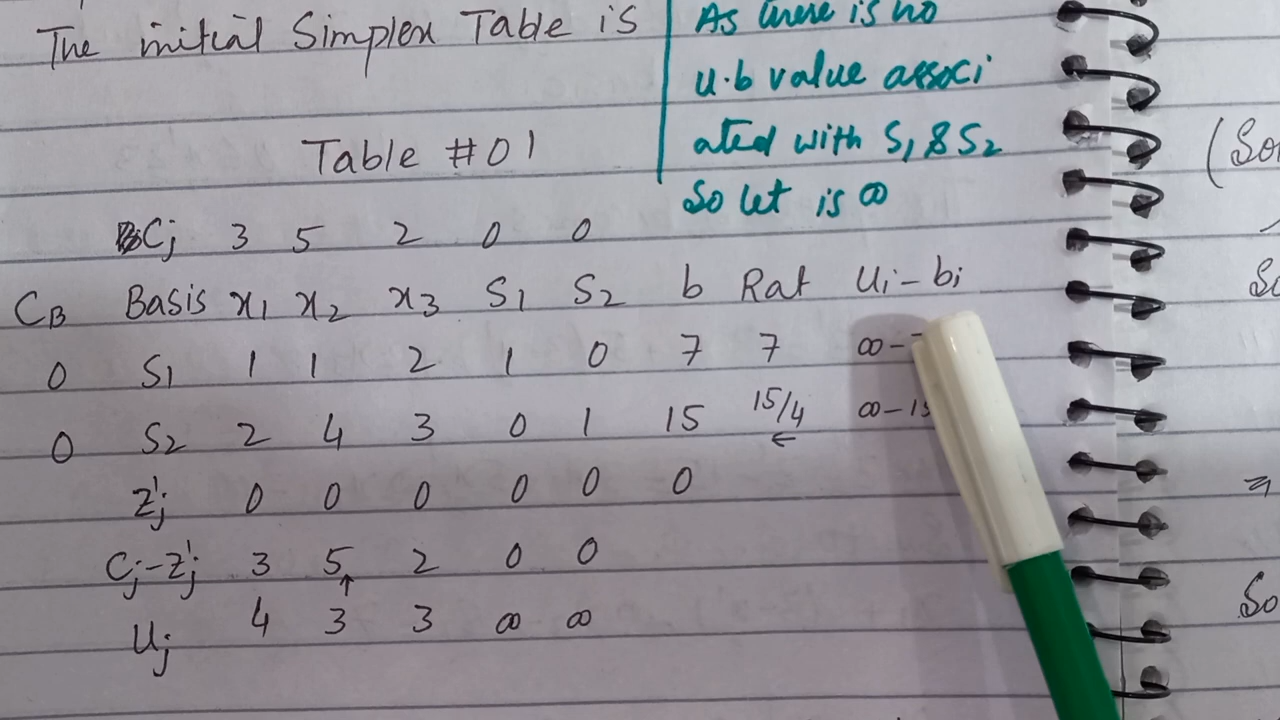 The initial Simplex Table is
As there is no
u.b value associ
ated with S1 & S2
So let is ∞
Table #01
Cj 3 5 2 0 0
CB Basis x1 x2 x3 S1 S2 b Rat Ui-bi
0 S1 1 1 2 1 0 7 7 ∞-
0 S2 2 4 3 0 1 15 15/4 ∞-15
←
Z'j 0 0 0 0 0 0
Cj-Z'j 3 5 2 0 0
↑
Uj 4 3 3 ∞ ∞
(So
So